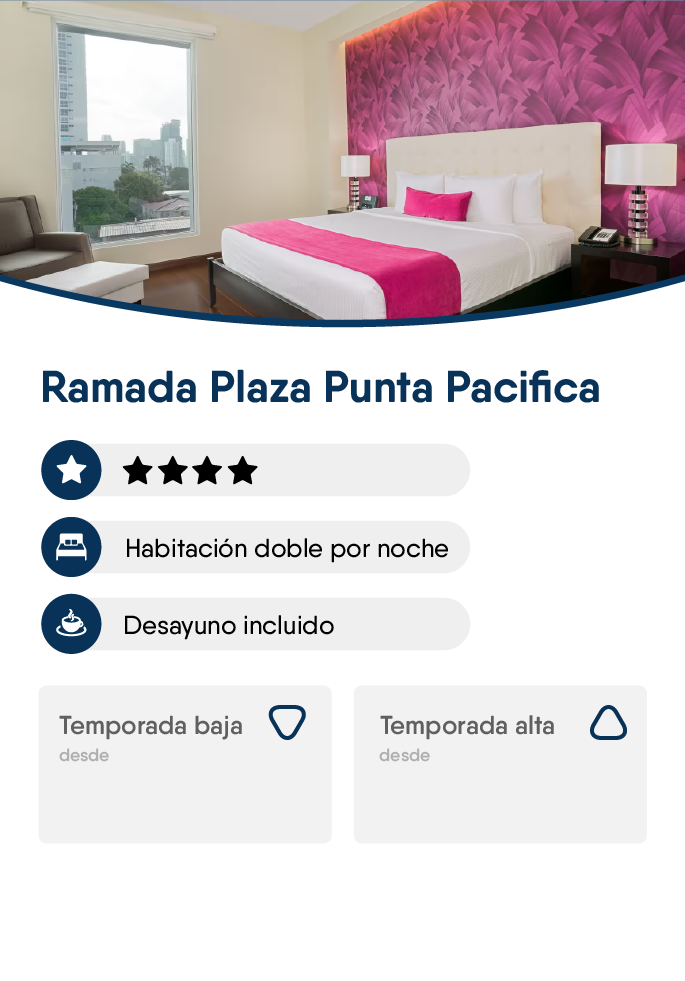 Ramada Plaza Punta Pacifica
Habitación doble por noche
Desayuno incluido
Temporada baja
desde
Temporada alta
desde